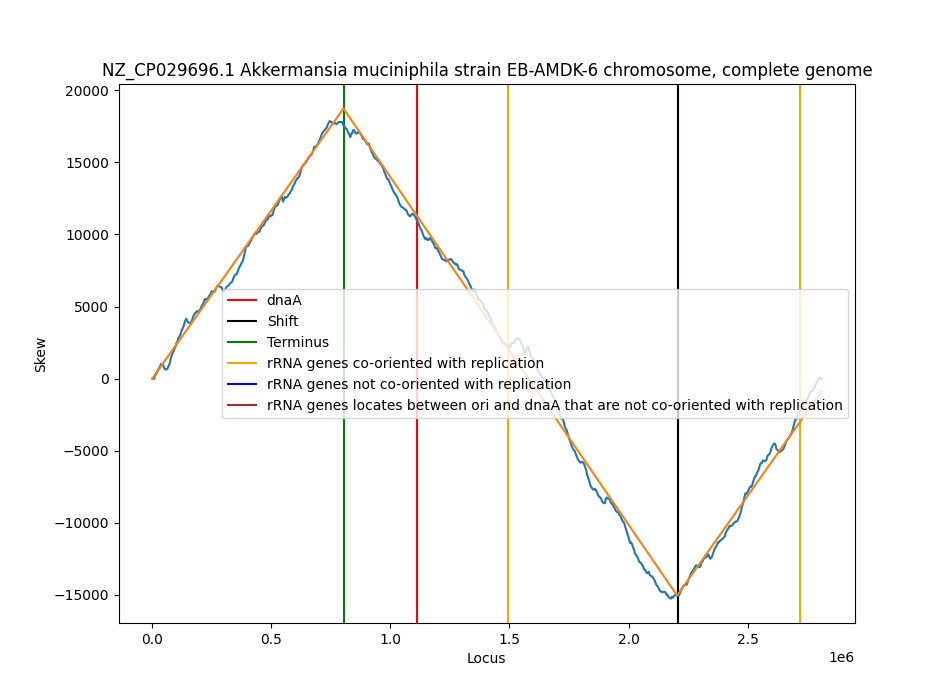 NZ_CP029696.1 Akkermansia muciniphila strain EB-AMDK-6 chromosome, complete genome
20000
15000
10000
5000
0
−5000
−10000
−15000
Skew
dnaA
Shift
Terminus
rRNA genes co-oriented with replication
rRNA genes not co-oriented with replication
rRNA genes locates between ori and dnaA that are not co-oriented with replication
0.0 0.5 1.0 1.5 2.0 2.5
Locus
1e6